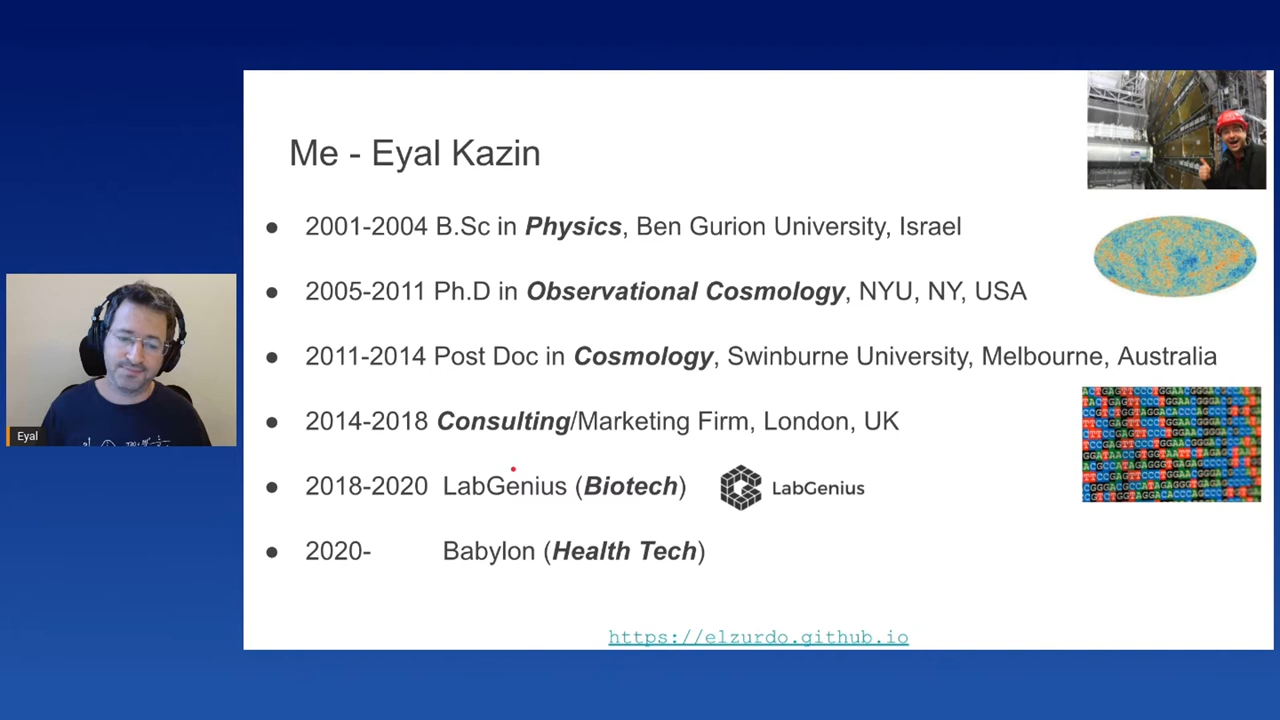 Me - Eyal Kazin
● 2001-2004 B.Sc in Physics, Ben Gurion University, Israel
● 2005-2011 Ph.D in Observational Cosmology, NYU, NY, USA
● 2011-2014 Post Doc in Cosmology, Swinburne University, Melbourne, Australia
● 2014-2018 Consulting/Marketing Firm, London, UK
● 2018-2020 LabGenius (Biotech)
LabGenius
● 2020- Babylon (Health Tech)
https://elzurdo.github.io
Eyal